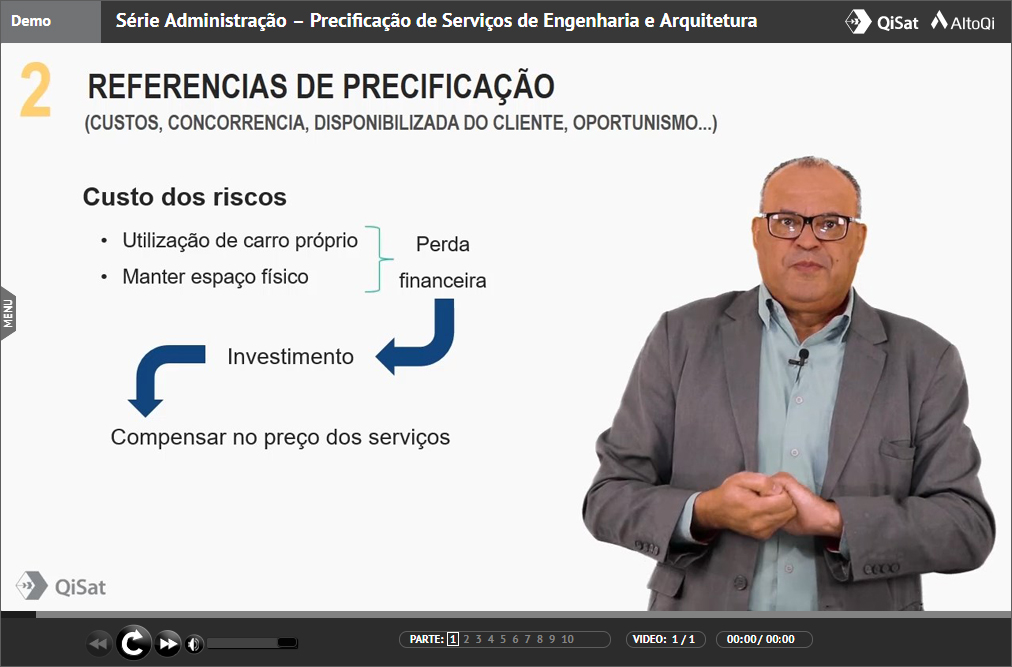 Demo
Série Administração – Precificação de Serviços de Engenharia e Arquitetura
QiSat
AltoQi
2
REFERENCIAS DE PRECIFICAÇÃO
(CUSTOS, CONCORRENCIA, DISPONIBILIZADA DO CLIENTE, OPORTUNISMO...)
Custo dos riscos
• Utilização de carro próprio
• Manter espaço físico
Perda
financeira
Investimento
Compensar no preço dos serviços
MENU
QiSat
PARTE: 1 2 3 4 5 6 7 8 9 10
VIDEO: 1 / 1
00:00/ 00:00